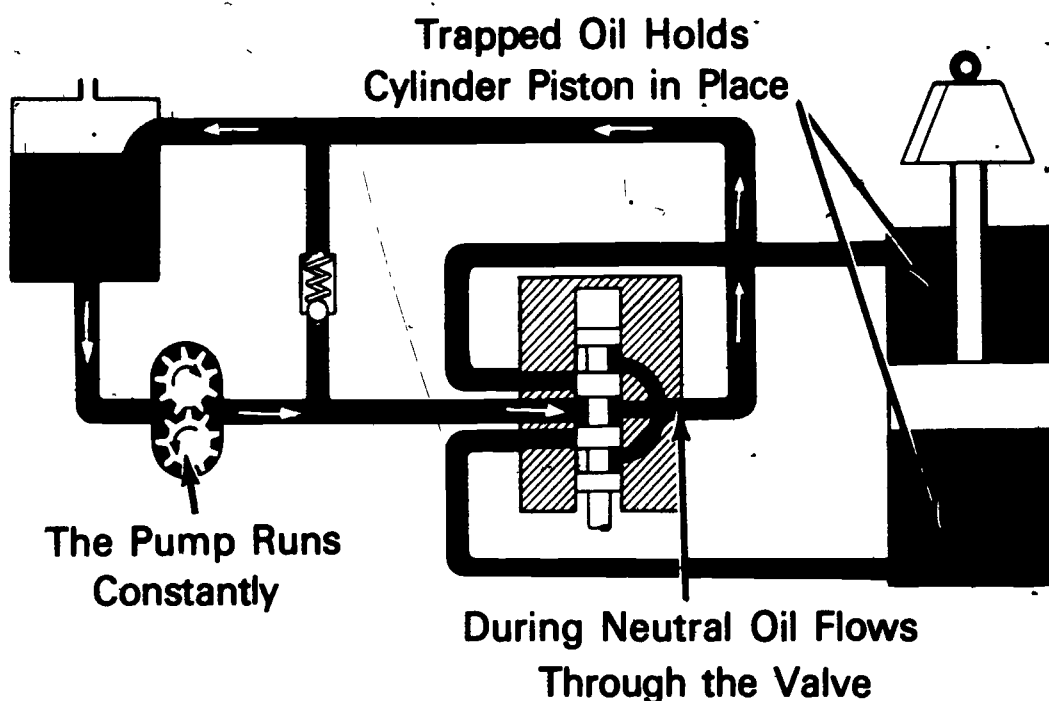 Trapped Oil Holds
Cylinder Piston in Place
The Pump Runs
Constantly
During Neutral Oil Flows
Through the Valve